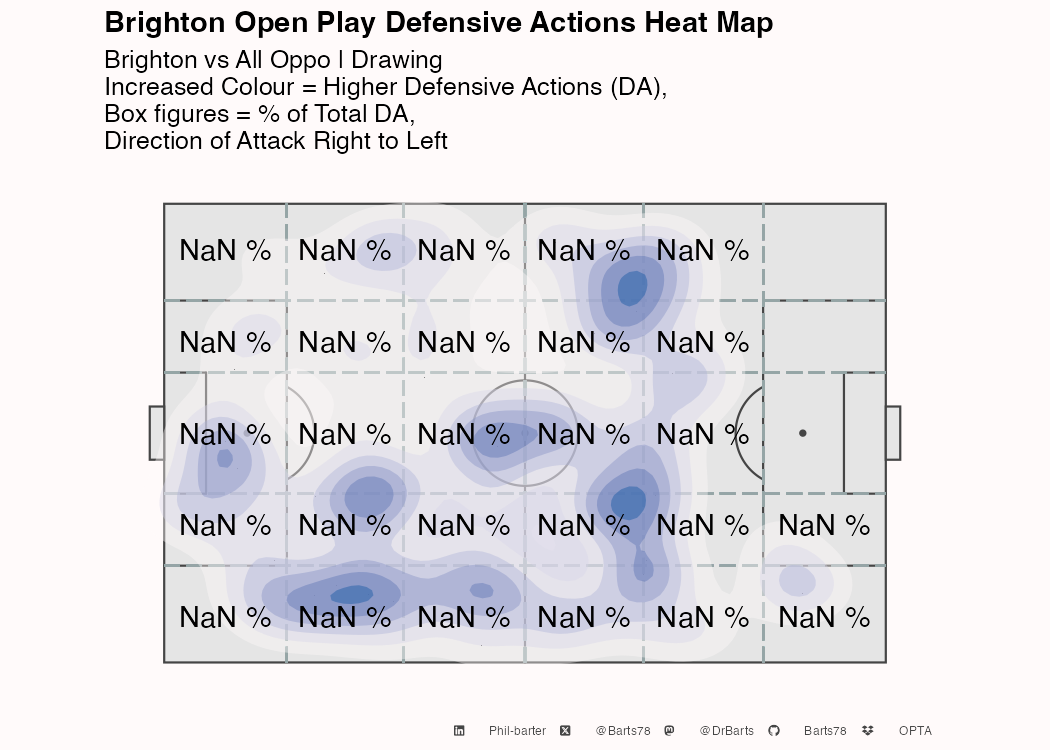 Brighton Open Play Defensive Actions Heat Map
Brighton vs All Oppo | Drawing
Increased Colour = Higher Defensive Actions (DA),
Box figures = % of Total DA,
Direction of Attack Right to Left
NaN % NaN % NaN % NaN % NaN %
NaN % NaN % NaN % NaN % NaN %
NaN % NaN % NaN % NaN % NaN %
NaN % NaN % NaN % NaN % NaN % NaN %
NaN % NaN % NaN % NaN % NaN % NaN %
Phil-barter @Barts78 @DrBarts Barts78 OPTA